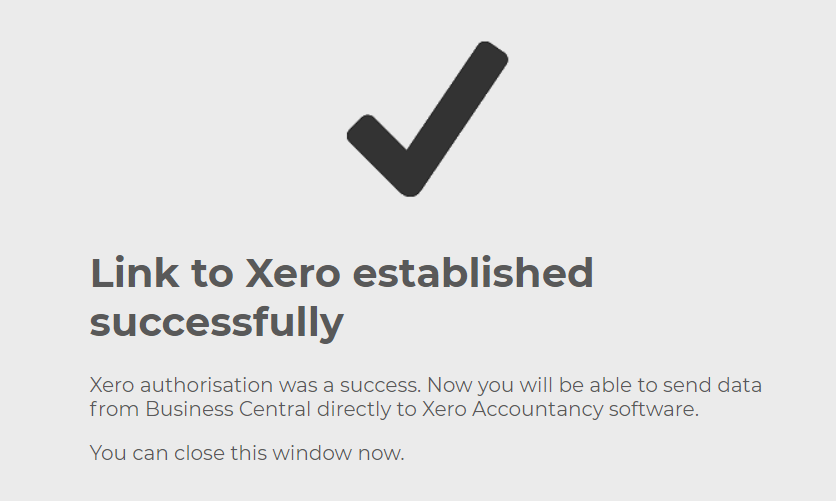 Link to Xero established
successfully
Xero authorisation was a success. Now you will be able to send data
from Business Central directly to Xero Accountancy software.
You can close this window now.